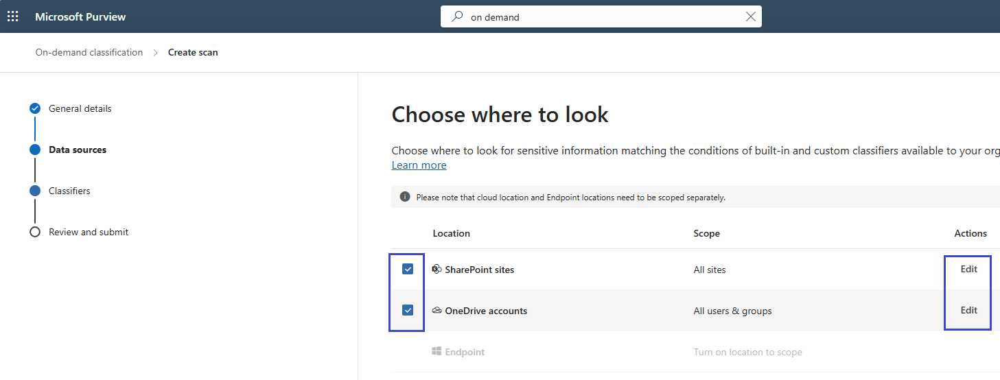 Microsoft Purview
on demand
On-demand classification > Create scan
General details
Data sources
Classifiers
Review and submit
Choose where to look
Choose where to look for sensitive information matching the conditions of built-in and custom classifiers available to your org
Learn more
Please note that cloud location and Endpoint locations need to be scoped separately.
Location Scope Actions
SharePoint sites All sites Edit
OneDrive accounts All users & groups Edit
Endpoint Turn on location to scope